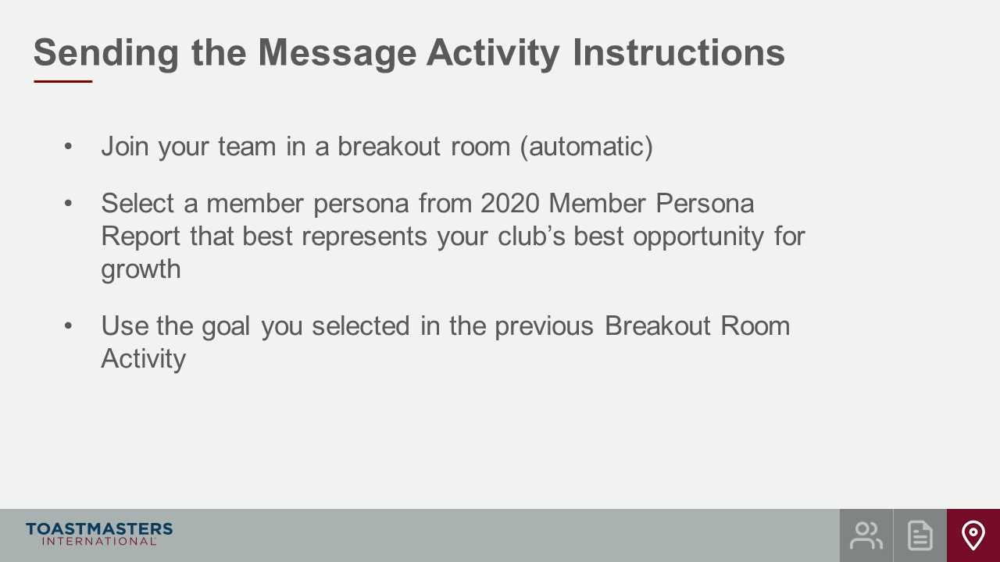 Sending the Message Activity Instructions
• Join your team in a breakout room (automatic)
• Select a member persona from 2020 Member Persona
Report that best represents your club’s best opportunity for
growth
• Use the goal you selected in the previous Breakout Room
Activity
TOASTMASTERS
INTERNATIONAL